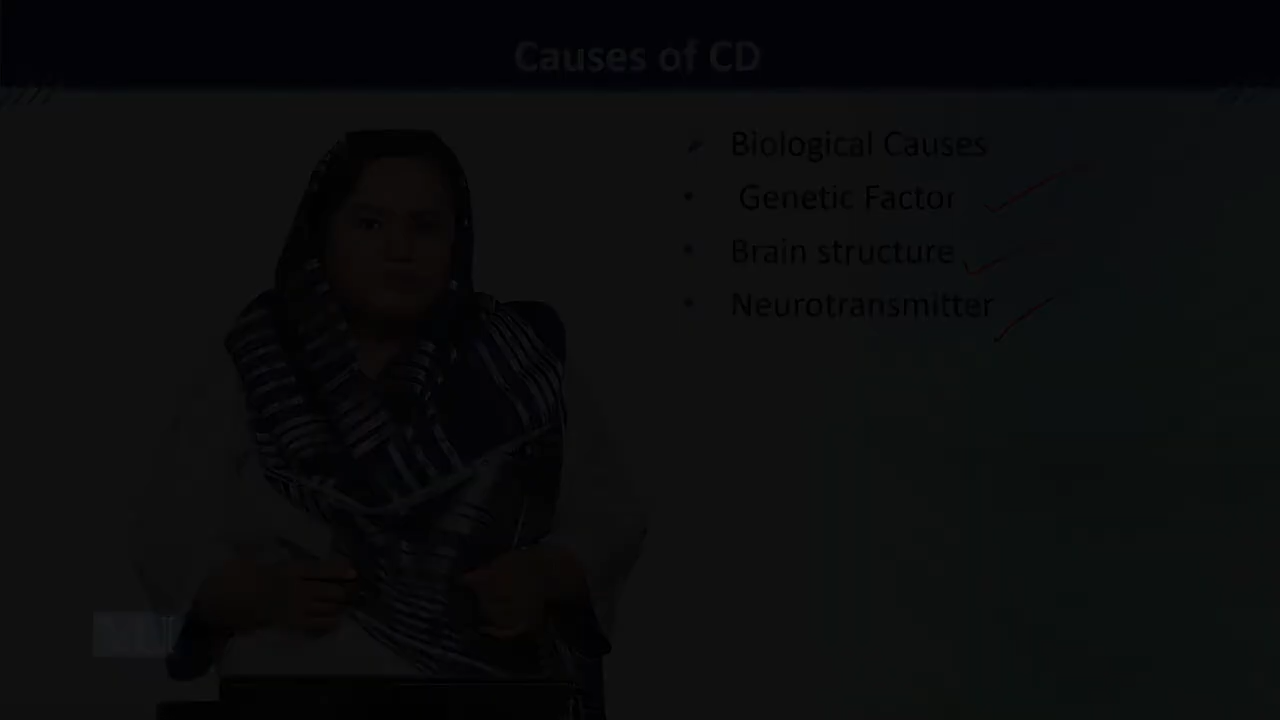 Causes of CD
Biological Causes
Genetic Factor
Brain structure
Neurotransmitter